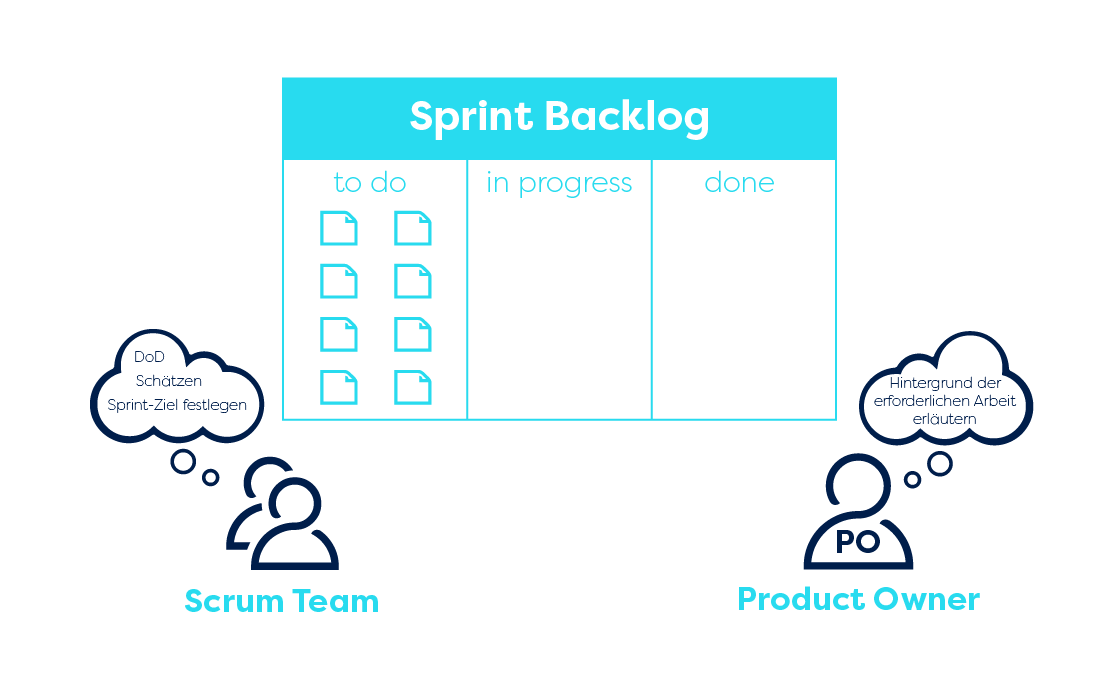 Sprint Backlog
to do
in progress
done
DoD
Schätzen
Sprint-Ziel festlegen
Hintergrund der
erforderlichen Arbeit
erläutern
PO
Scrum Team
Product Owner